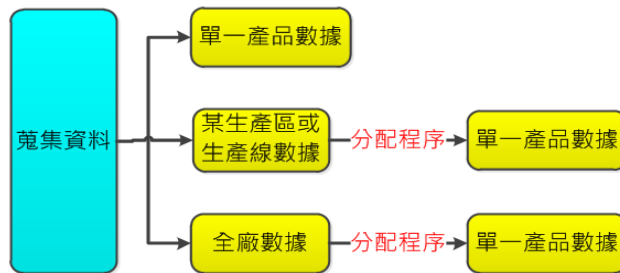 單一產品數據
蒐集資料
某生產區或
生產線數據
分配程序
單一產品數據
全廠數據
分配程序
單一產品數據